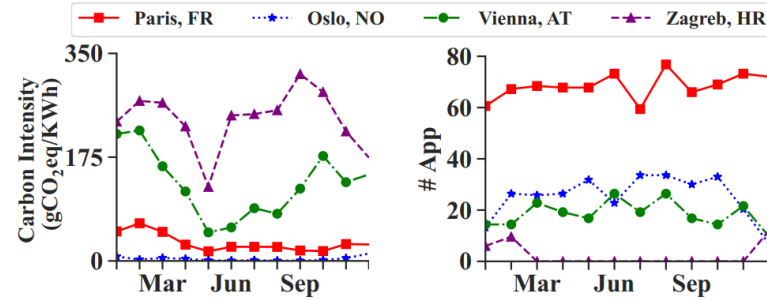 Paris, FR Oslo, NO Vienna, AT Zagreb, HR
Carbon Intensity
(gCO₂eq/KWh)
350
175
0
Mar Jun Sep
# App
80
60
40
20
0
Mar Jun Sep